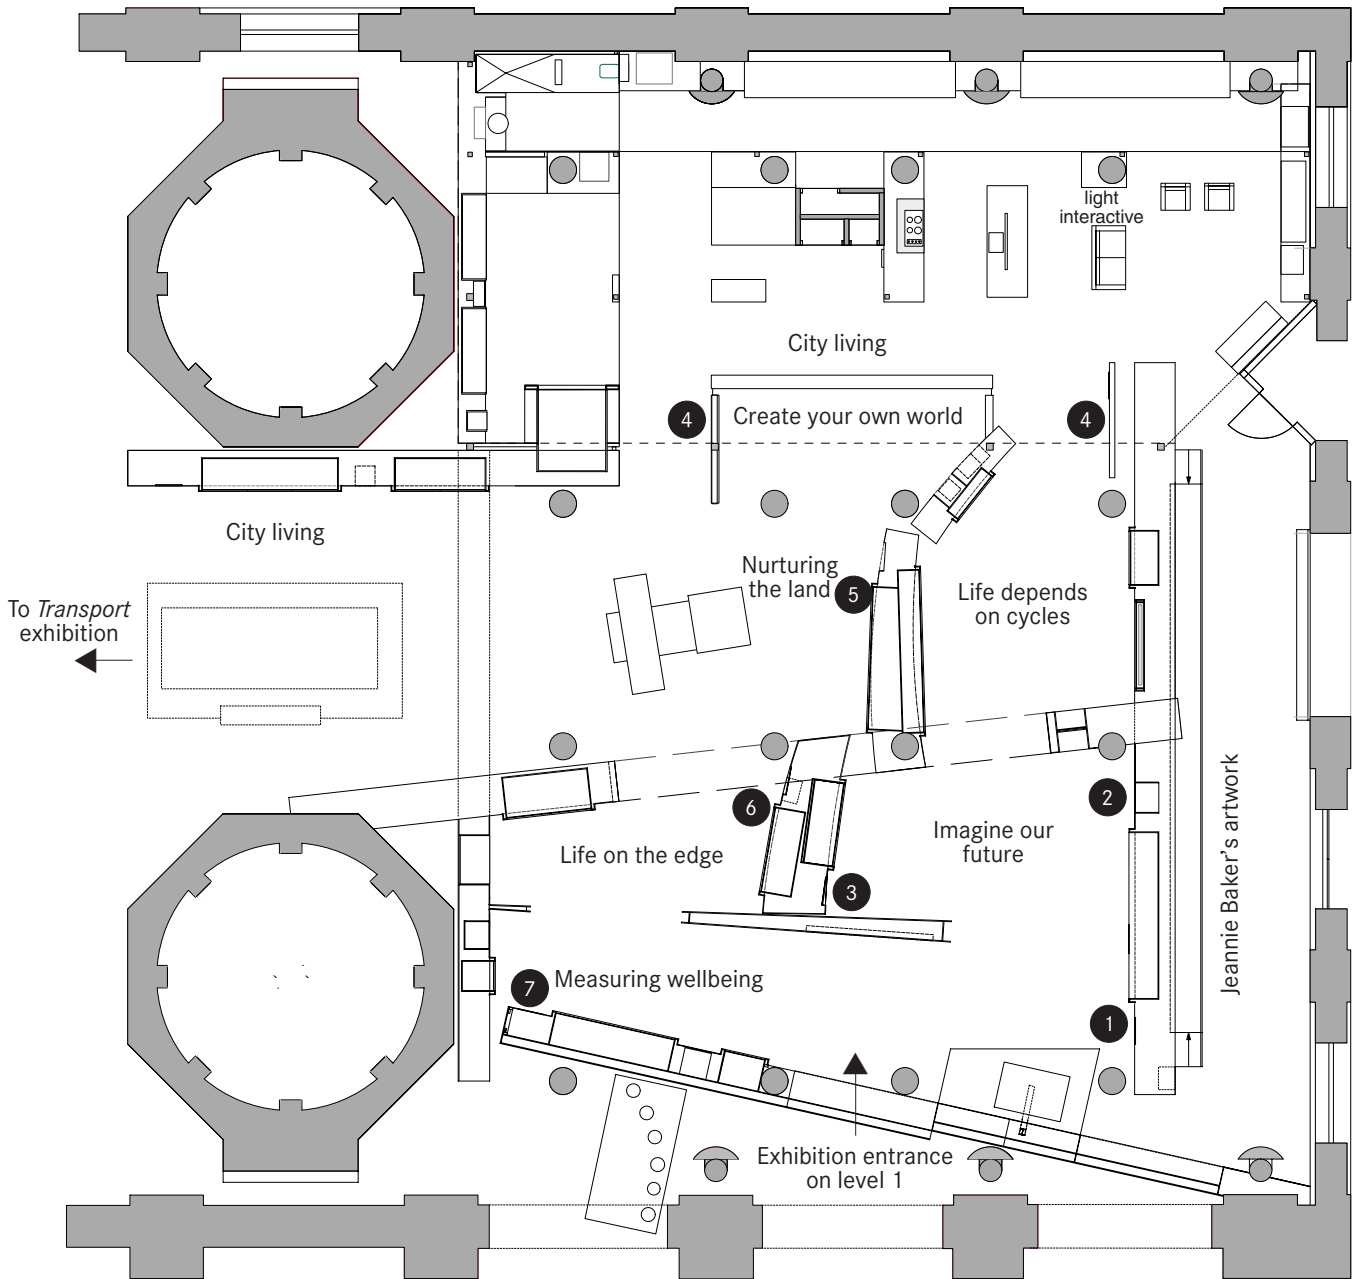 light
interactive
City living
4
Create your own world
4
City living
Nurturing
the land
5
Life depends
on cycles
To Transport
exhibition
6
2
Imagine our
future
Life on the edge
3
Jeannie Baker's artwork
7
Measuring wellbeing
1
Exhibition entrance
on level 1